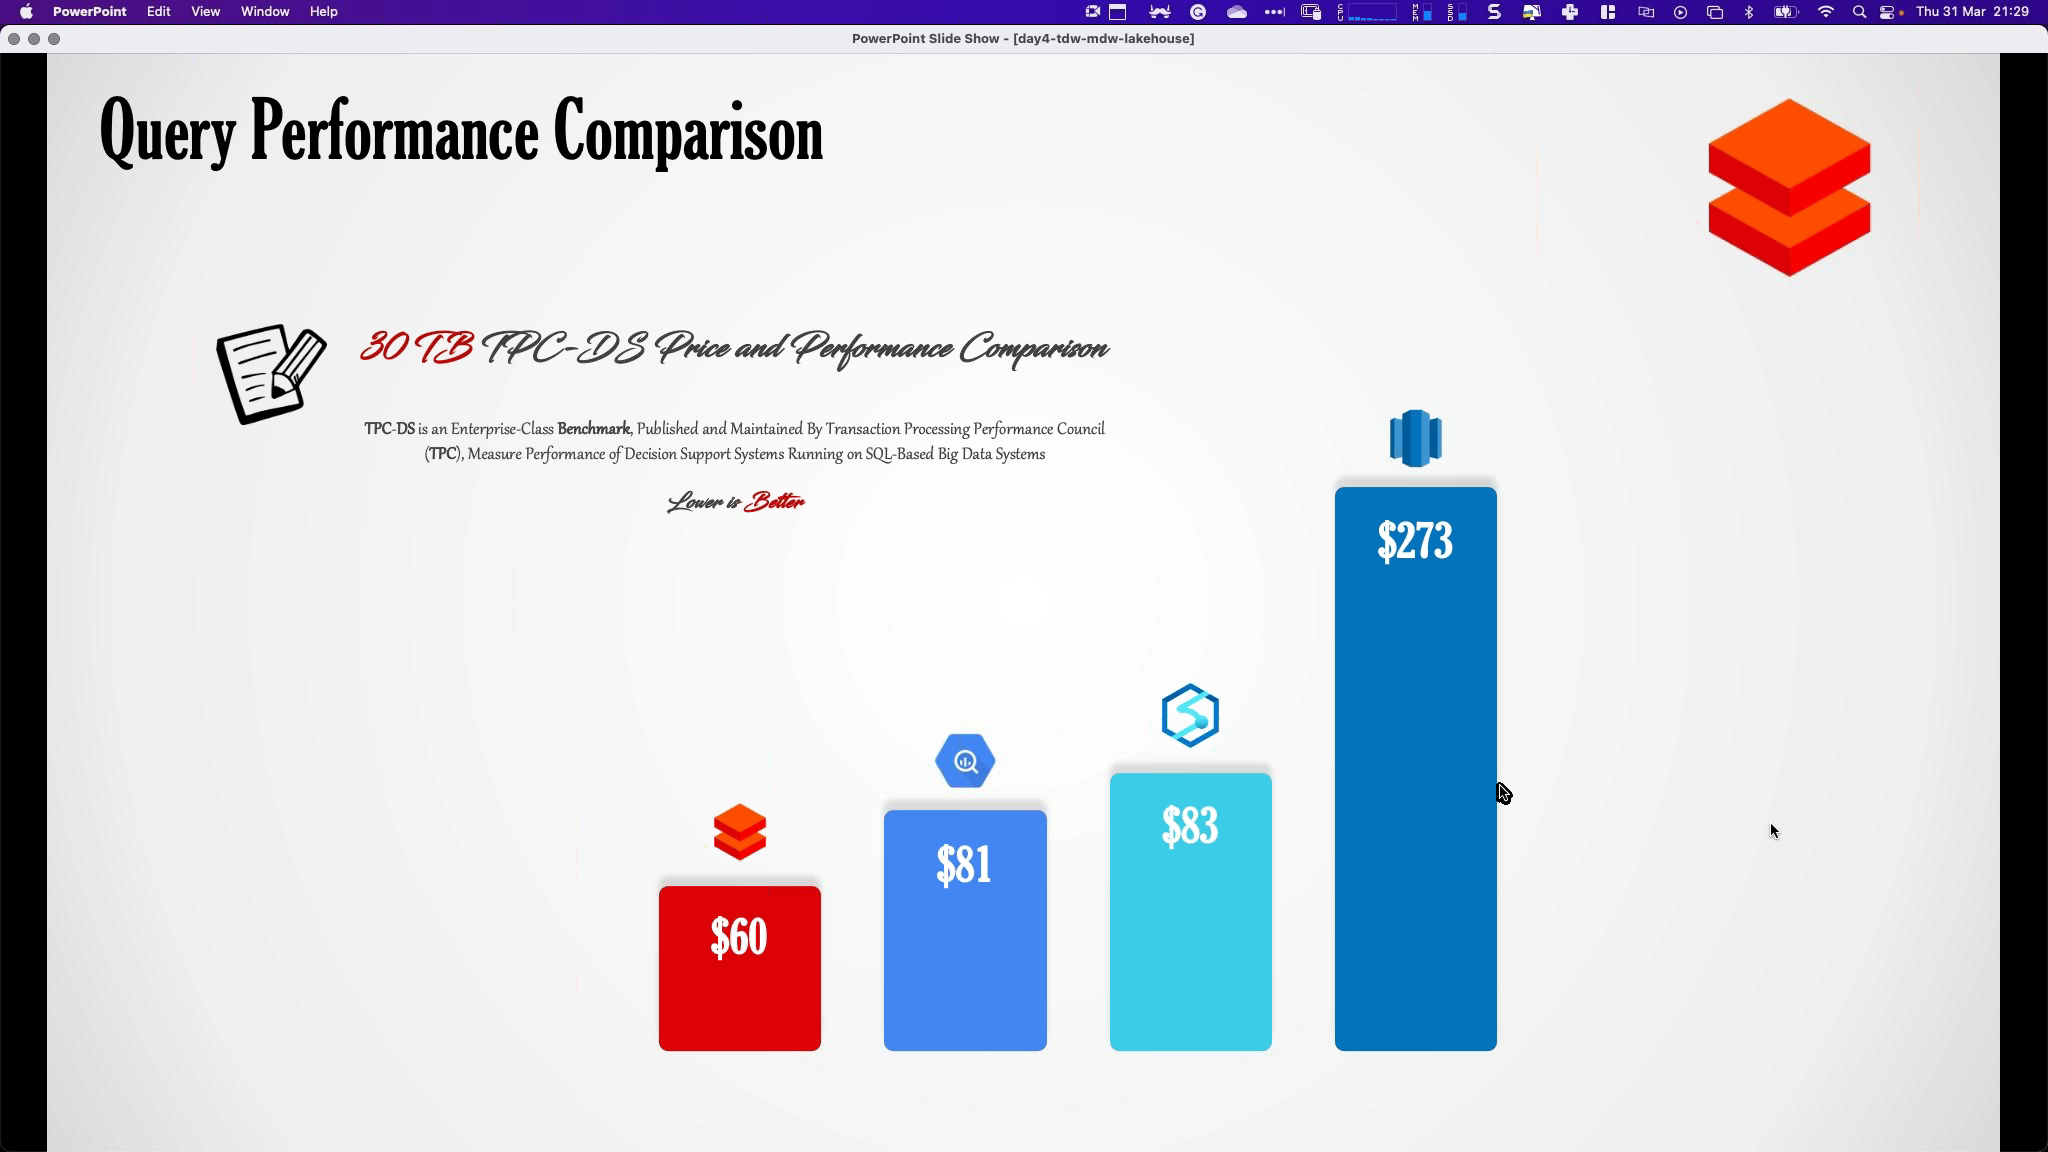 PowerPoint Edit View Window Help
CPU MEM SSD Thu 31 Mar 21:29
PowerPoint Slide Show - [day4-tdw-mdw-lakehouse]
Query Performance Comparison
30 TB TPC-DS Price and Performance Comparison
TPC-DS is an Enterprise-Class Benchmark, Published and Maintained By Transaction Processing Performance Council
(TPC), Measure Performance of Decision Support Systems Running on SQL-Based Big Data Systems
Lower is Better
$273
$83
$81
$60